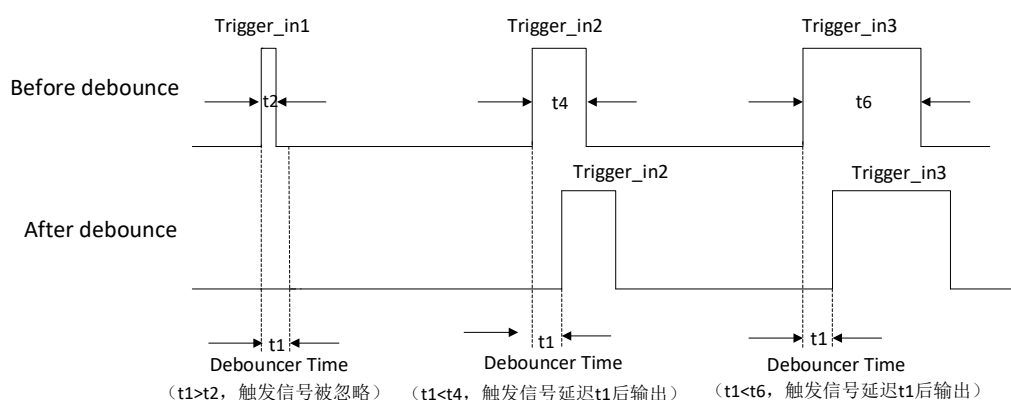 Trigger_in1
Trigger_in2
Trigger_in3
Before debounce
t2
t4
t6
Trigger_in2
Trigger_in3
After debounce
t1
t1
t1
Debouncer Time
Debouncer Time
Debouncer Time
（t1>t2，触发信号被忽略）
（t1<t4，触发信号延迟t1后输出）
（t1<t6，触发信号延迟t1后输出）